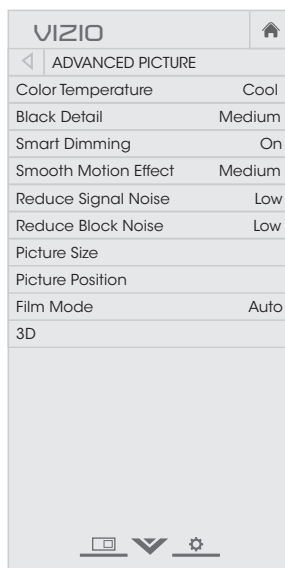 VIZIO
ADVANCED PICTURE
Color Temperature Cool
Black Detail Medium
Smart Dimming On
Smooth Motion Effect Medium
Reduce Signal Noise Low
Reduce Block Noise Low
Picture Size
Picture Position
Film Mode Auto
3D